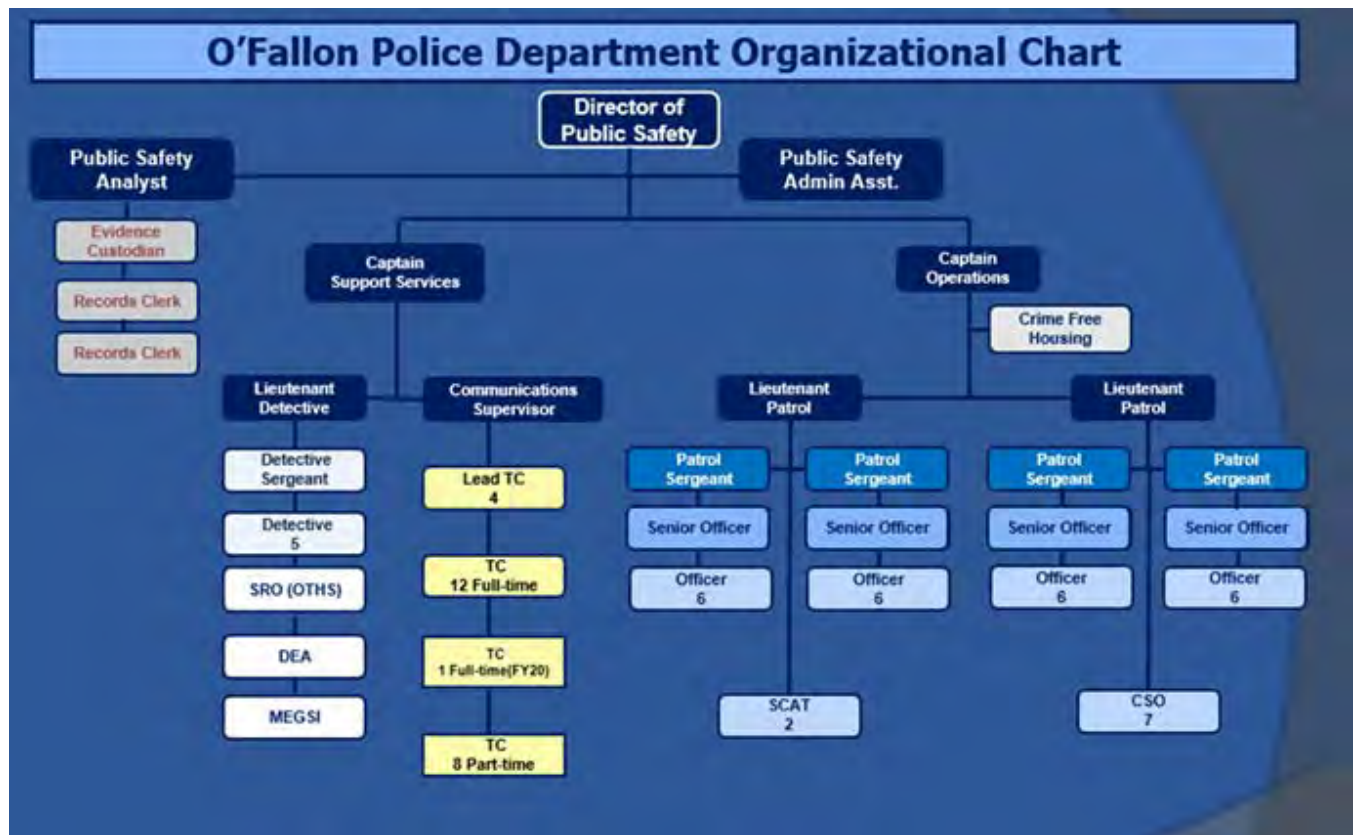 O'Fallon Police Department Organizational Chart
Director of
Public Safety
Public Safety
Analyst
Public Safety
Admin Asst.
Evidence
Custodian
Records Clerk
Records Clerk
Captain
Support Services
Captain
Operations
Crime Free
Housing
Lieutenant
Detective
Communications
Supervisor
Lieutenant
Patrol
Lieutenant
Patrol
Detective
Sergeant
Detective
5
SRO (OTHS)
DEA
MEGSI
Lead TC
4
TC
12 Full-time
TC
1 Full-time(FY20)
TC
8 Part-time
Patrol
Sergeant
Senior Officer
Officer
6
Patrol
Sergeant
Senior Officer
Officer
6
SCAT
2
Patrol
Sergeant
Senior Officer
Officer
6
Patrol
Sergeant
Senior Officer
Officer
6
CSO
7